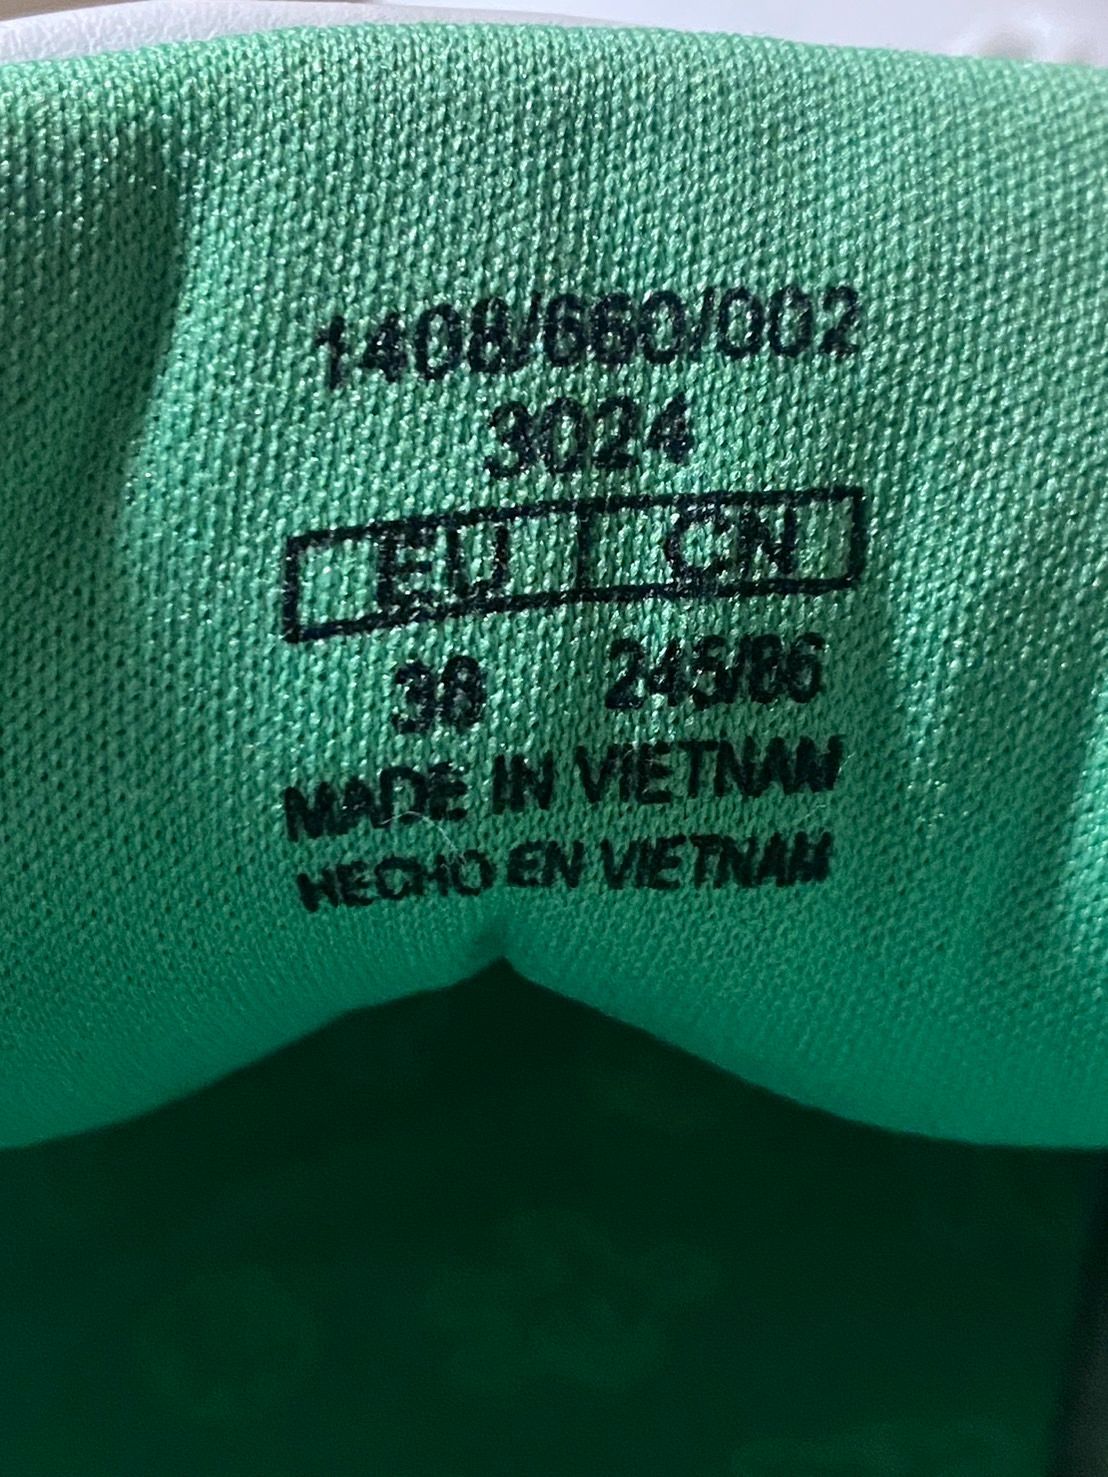 1408/660/002
3024
EU | CN
38 245/86
MADE IN VIETNAM
HECHO EN VIETNAM